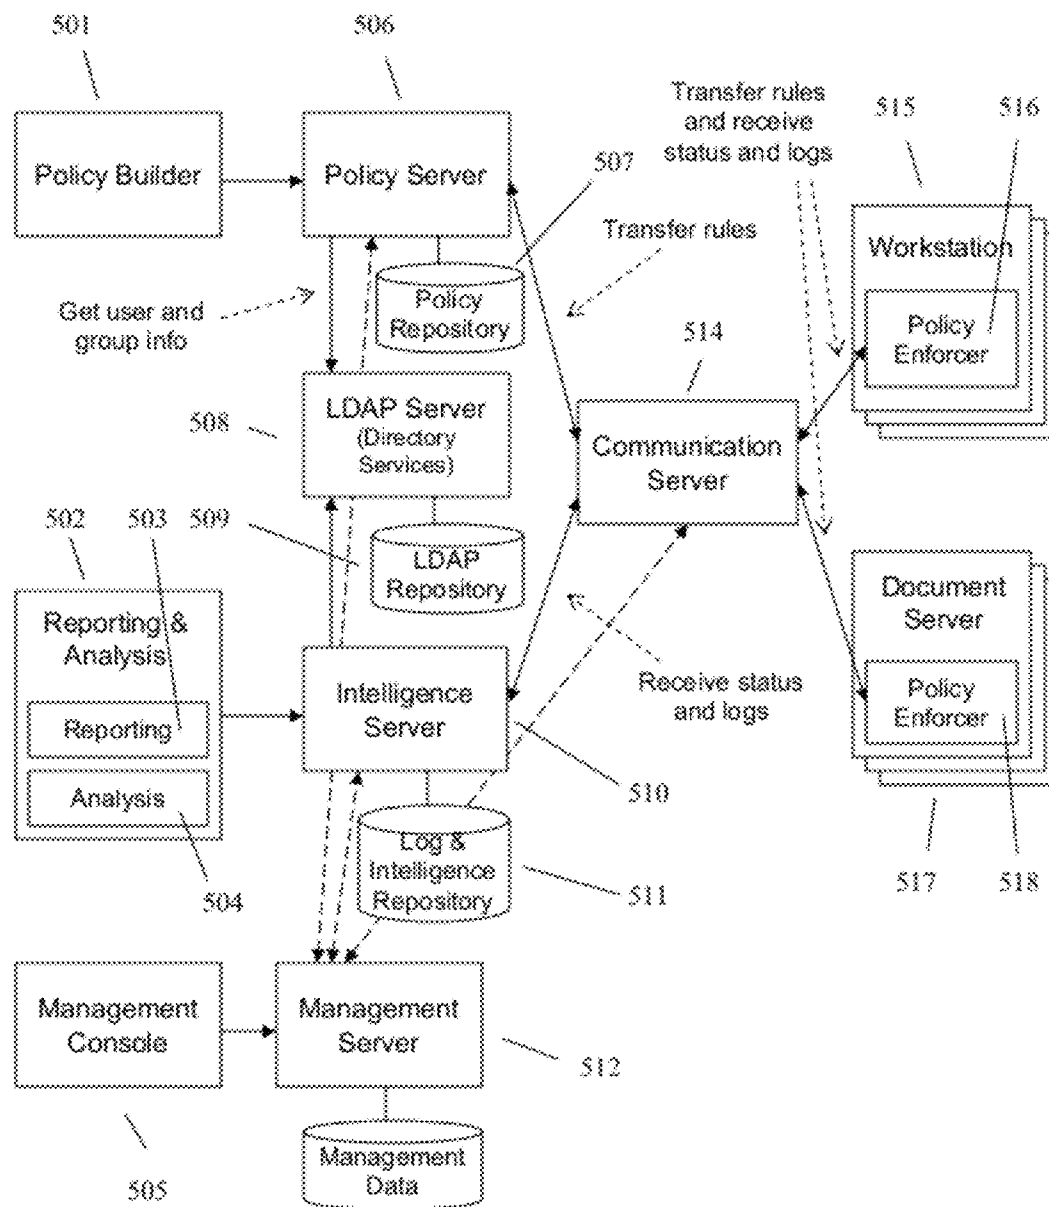 501
506
Transfer rules
and receive
status and logs
515
516
Policy Builder
Policy Server
507
Transfer rules
Workstation
Policy
Enforcer
Get user and
group info
Policy
Repository
514
508
LDAP Server
(Directory
Services)
Communication
Server
502
503
509
LDAP
Repository
Document
Server
Reporting &
Analysis
Reporting
Analysis
Intelligence
Server
Receive status
and logs
Policy
Enforcer
510
504
Log &
Intelligence
Repository
511
517
518
Management
Console
Management
Server
512
505
Management
Data